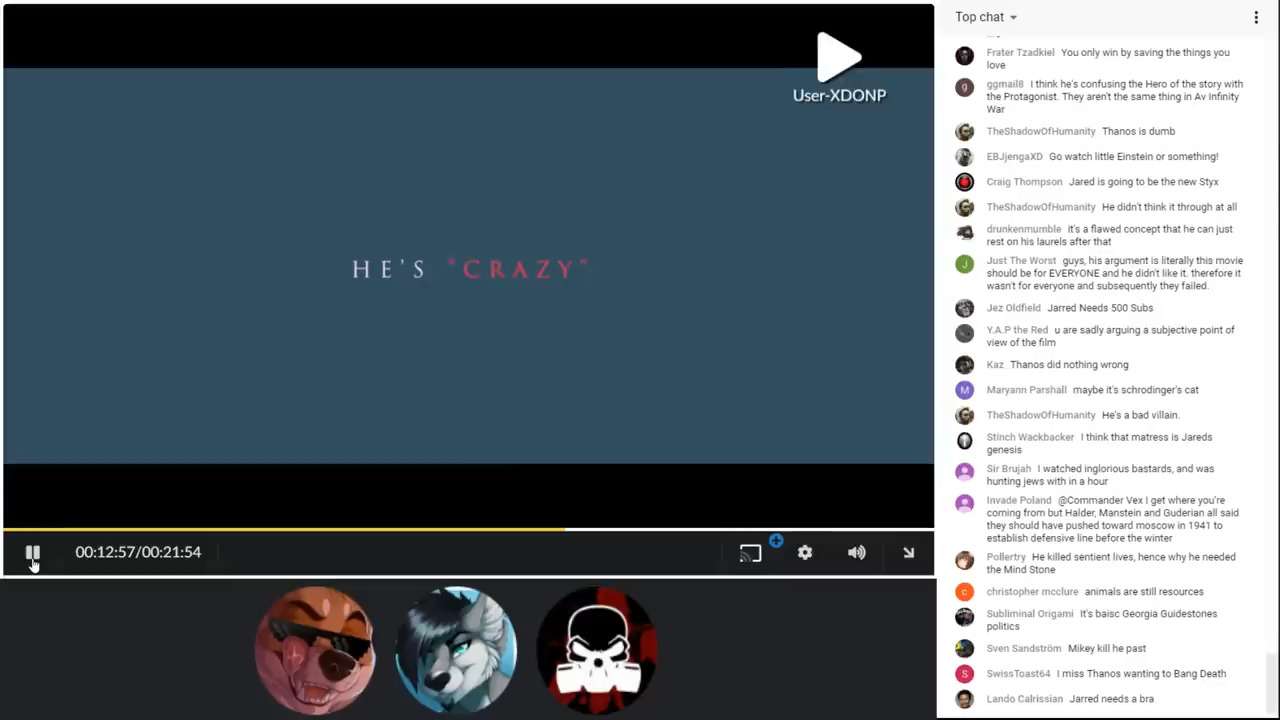 User-XDONP
HE'S "CRAZY"
00:12:57/00:21:54
Top chat
Frater Tzadkiel You only win by saving the things you
love
ggmail8 I think he's confusing the Hero of the story with
the Protagonist. They aren't the same thing in Av Infinity
War
TheShadowOfHumanity Thanos is dumb
EBJjengaXD Go watch little Einstein or something!
Craig Thompson Jared is going to be the new Styx
TheShadowOfHumanity He didn't think it through at all
drunkenmumble it's a flawed concept that he can just
rest on his laurels after that
J
Just The Worst guys, his argument is literally this movie
should be for EVERYONE and he didn't like it. therefore it
wasn't for everyone and subsequently they failed.
Jez Oldfield Jarred Needs 500 Subs
Y.A.P the Red u are sadly arguing a subjective point of
view of the film
Kaz Thanos did nothing wrong
M
Maryann Parshall maybe it's schrodinger's cat
TheShadowOfHumanity He's a bad villain.
Stinch Wackbacker I think that matress is Jareds
genesis
Sir Brujah I watched inglorious bastards, and was
hunting jews with in a hour
Invade Poland @Commander Vex I get where you're
coming from but Halder, Manstein and Guderian all said
they should have pushed toward moscow in 1941 to
establish defensive line before the winter
Pollertry He killed sentient lives, hence why he needed
the Mind Stone
c
christopher mcclure animals are still resources
Subliminal Origami It's baisc Georgia Guidestones
politics
Sven Sandström Mikey kill he past
S
SwissToast64 I miss Thanos wanting to Bang Death
Lando Calrissian Jarred needs a bra